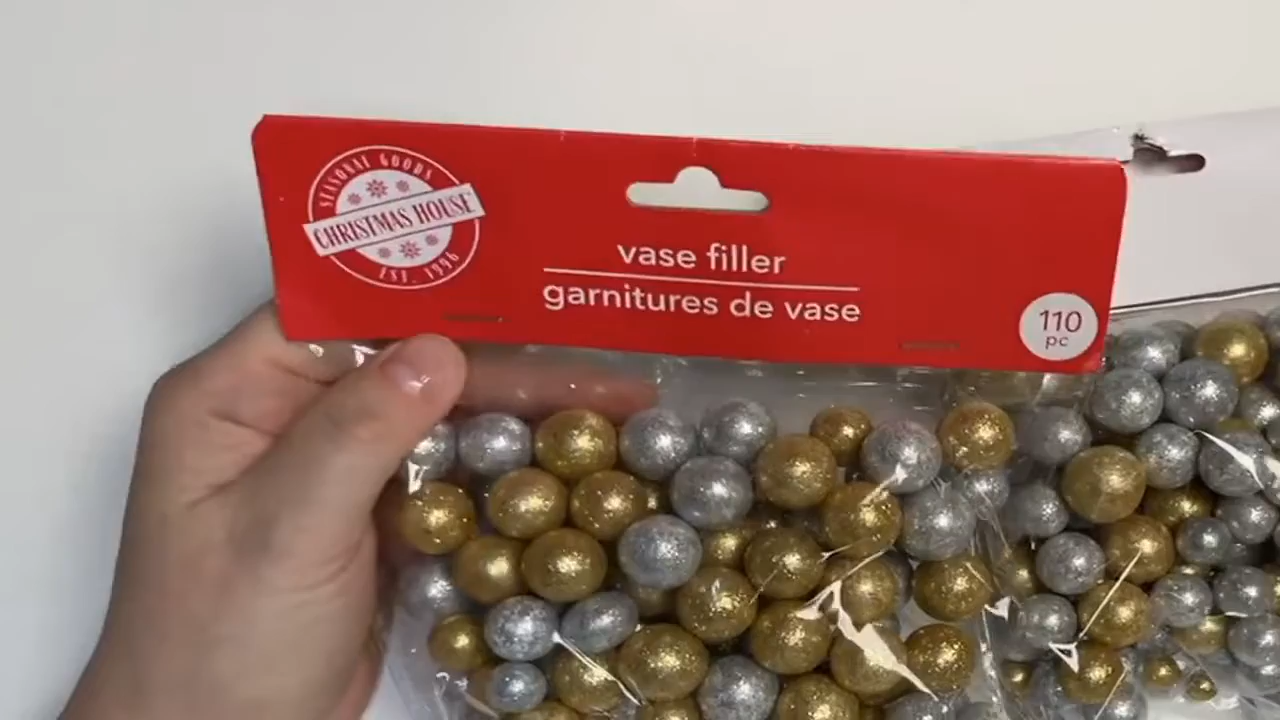 SEASONAL GOODS
CHRISTMAS HOUSE
EST. 1996
vase filler
garnitures de vase
110
pc